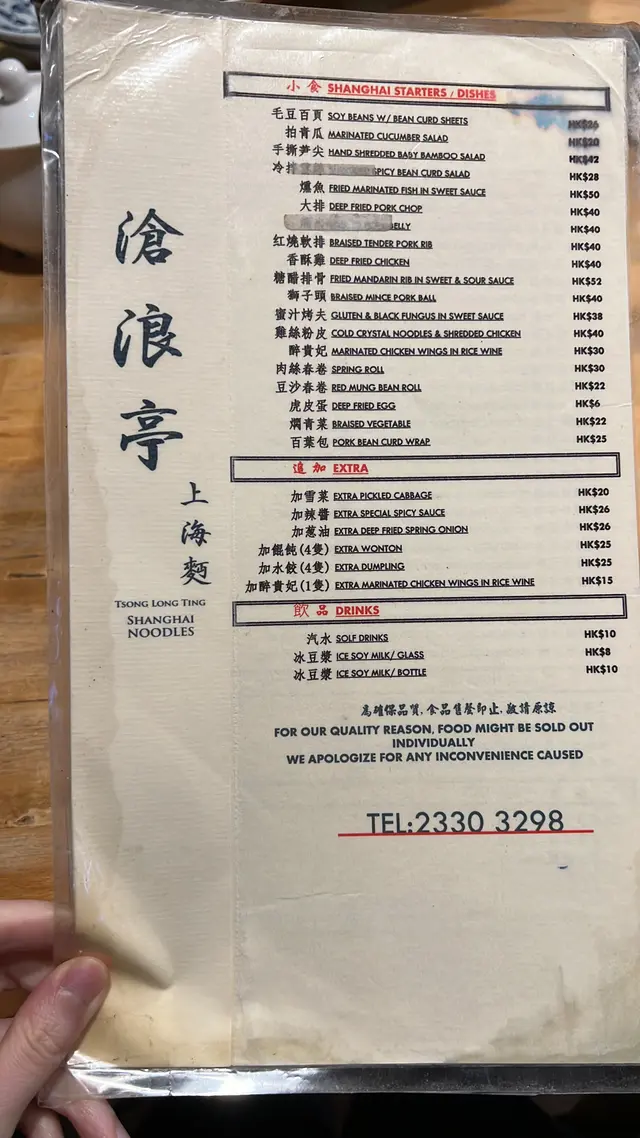 滄浪亭
上海麵
TSONG LONG TING
SHANGHAI
NOODLES
小食 SHANGHAI STARTERS / DISHES
毛豆百頁 SOY BEANS W/ BEAN CURD SHEETS HK$26
拍青瓜 MARINATED CUCUMBER SALAD HK$20
手撕笋尖 HAND SHREDDED BABY BAMBOO SALAD HK$42
冷 SPICY BEAN CURD SALAD HK$28
燻魚 FRIED MARINATED FISH IN SWEET SAUCE HK$50
大排 DEEP FRIED PORK CHOP HK$40
ELLY HK$40
紅燒軟排 BRAISED TENDER PORK RIB HK$40
香酥雞 DEEP FRIED CHICKEN HK$40
糖醋排骨 FRIED MANDARIN RIB IN SWEET & SOUR SAUCE HK$52
獅子頭 BRAISED MINCE PORK BALL HK$40
蜜汁烤夫 GLUTEN & BLACK FUNGUS IN SWEET SAUCE HK$38
雞絲粉皮 COLD CRYSTAL NOODLES & SHREDDED CHICKEN HK$40
醉貴妃 MARINATED CHICKEN WINGS IN RICE WINE HK$30
肉絲春卷 SPRING ROLL HK$30
豆沙春卷 RED MUNG BEAN ROLL HK$22
虎皮蛋 DEEP FRIED EGG HK$6
燜青菜 BRAISED VEGETABLE HK$22
百葉包 PORK BEAN CURD WRAP HK$25
追加 EXTRA
加雪菜 EXTRA PICKLED CABBAGE HK$20
加辣醬 EXTRA SPECIAL SPICY SAUCE HK$26
加葱油 EXTRA DEEP FRIED SPRING ONION HK$26
加餛飩(4隻) EXTRA WONTON HK$25
加水餃(4隻) EXTRA DUMPLING HK$25
加醉貴妃(1隻) EXTRA MARINATED CHICKEN WINGS IN RICE WINE HK$15
飲品 DRINKS
汽水 SOLF DRINKS HK$10
冰豆漿 ICE SOY MILK/ GLASS HK$8
冰豆漿 ICE SOY MILK/ BOTTLE HK$10
為確保品質, 食品售磬即止, 敬請原諒
FOR OUR QUALITY REASON, FOOD MIGHT BE SOLD OUT
INDIVIDUALLY
WE APOLOGIZE FOR ANY INCONVENIENCE CAUSED
TEL:2330 3298